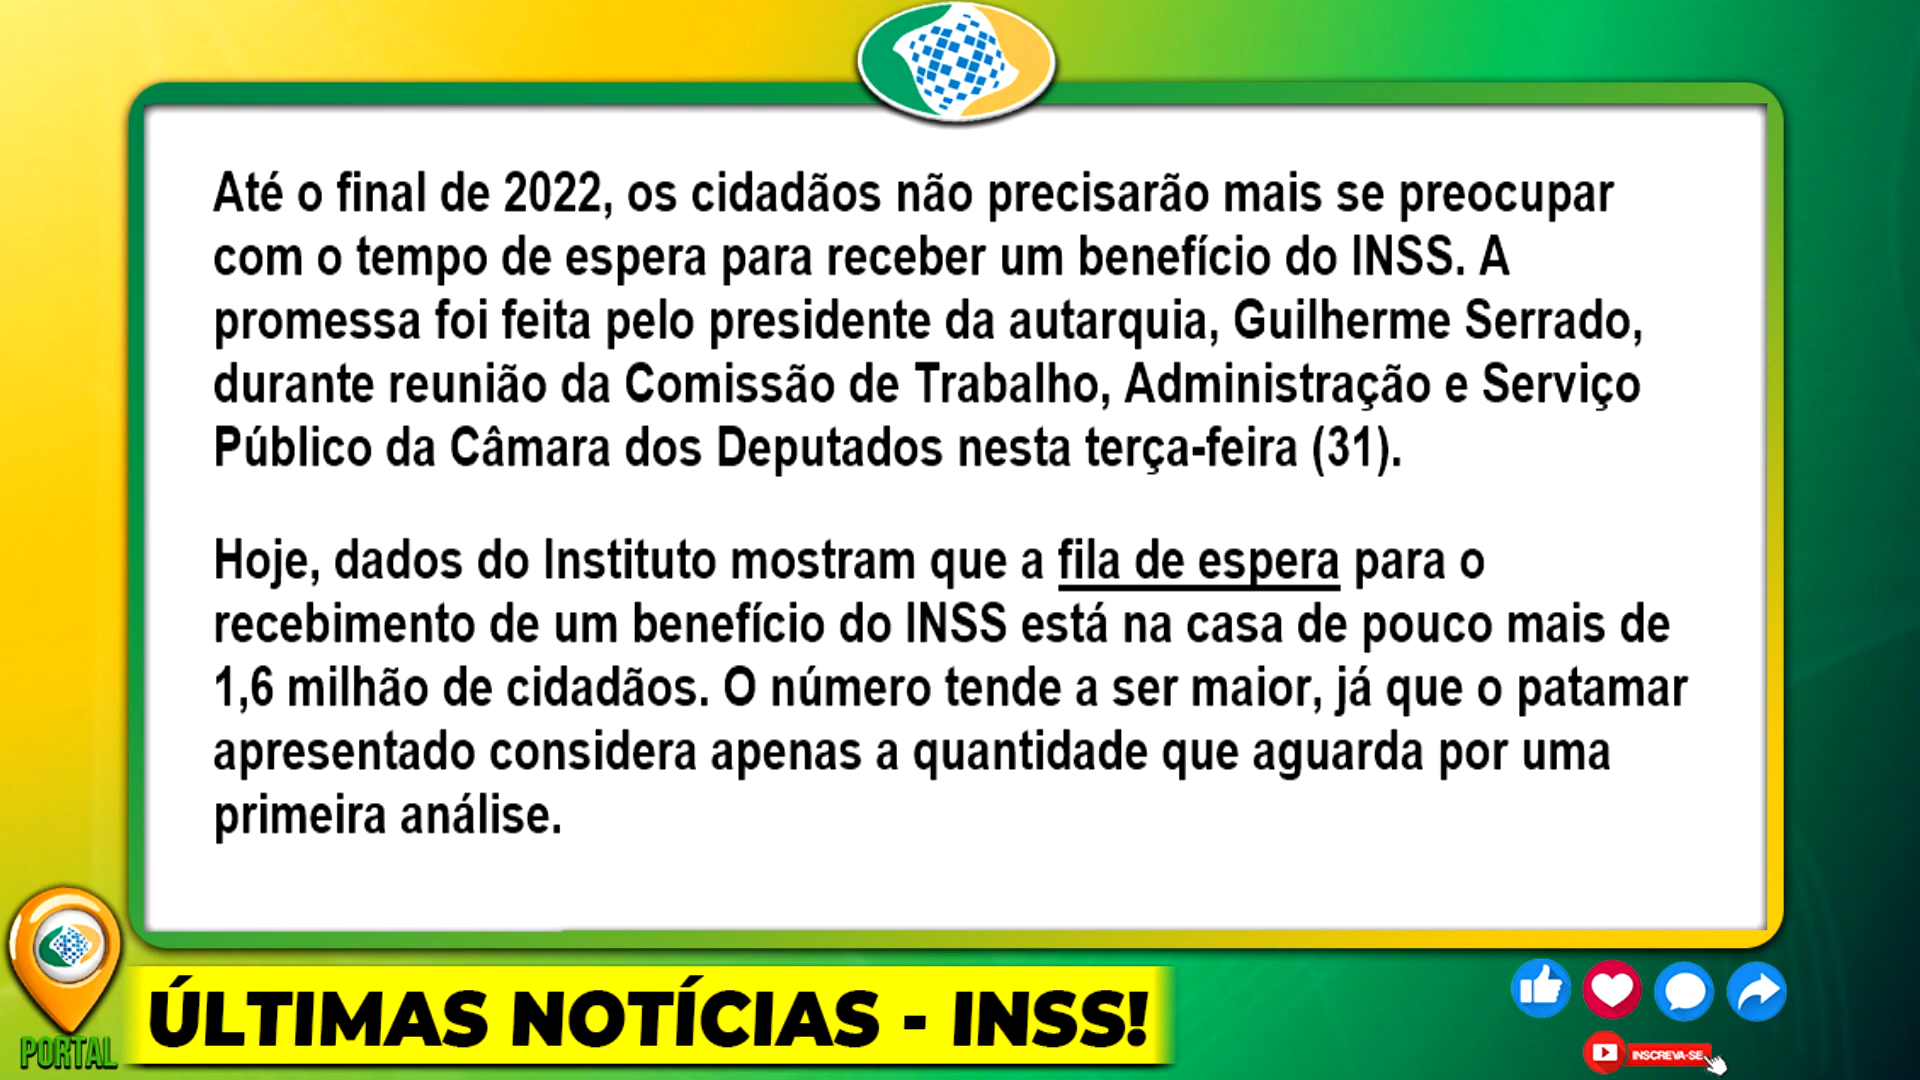 Até o final de 2022, os cidadãos não precisarão mais se preocupar
com o tempo de espera para receber um benefício do INSS. A
promessa foi feita pelo presidente da autarquia, Guilherme Serrado,
durante reunião da Comissão de Trabalho, Administração e Serviço
Público da Câmara dos Deputados nesta terça-feira (31).
Hoje, dados do Instituto mostram que a fila de espera para o
recebimento de um benefício do INSS está na casa de pouco mais de
1,6 milhão de cidadãos. O número tende a ser maior, já que o patamar
apresentado considera apenas a quantidade que aguarda por uma
primeira análise.
ÚLTIMAS NOTÍCIAS - INSS!
PORTAL
INSCREVA-SE